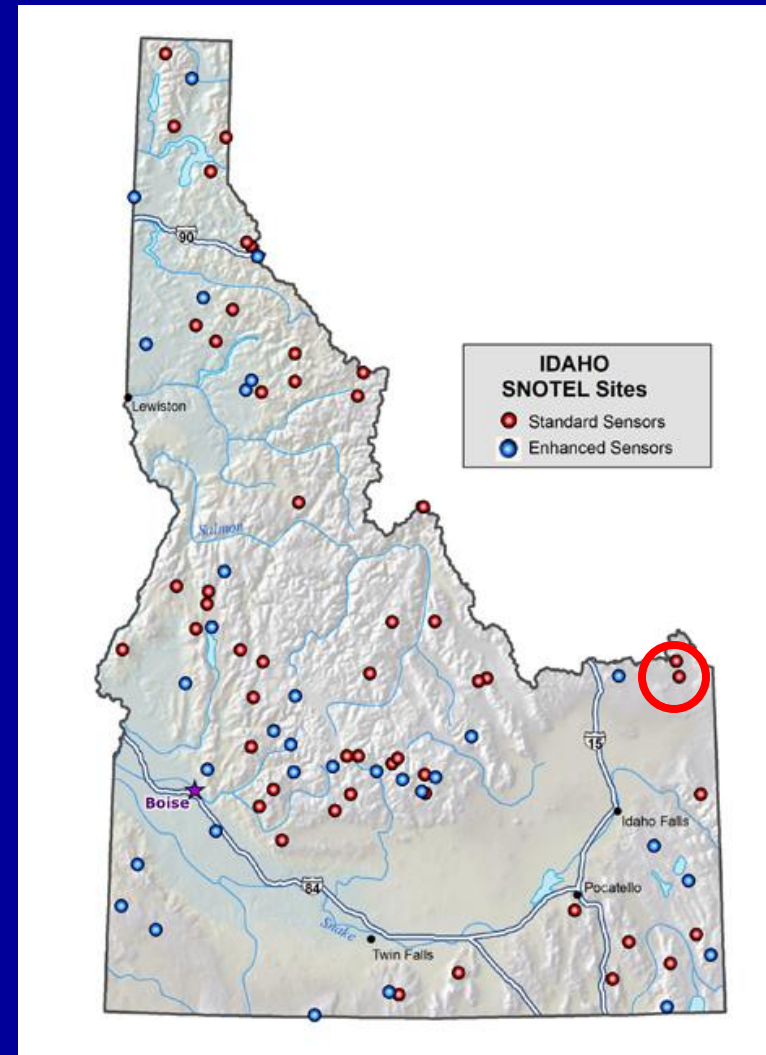 90
IDAHO
SNOTEL Sites
Standard Sensors
Enhanced Sensors
Lewiston
Salmon
15
Boise
Idaho Falls
84
Pocatello
Snake
Twin Falls